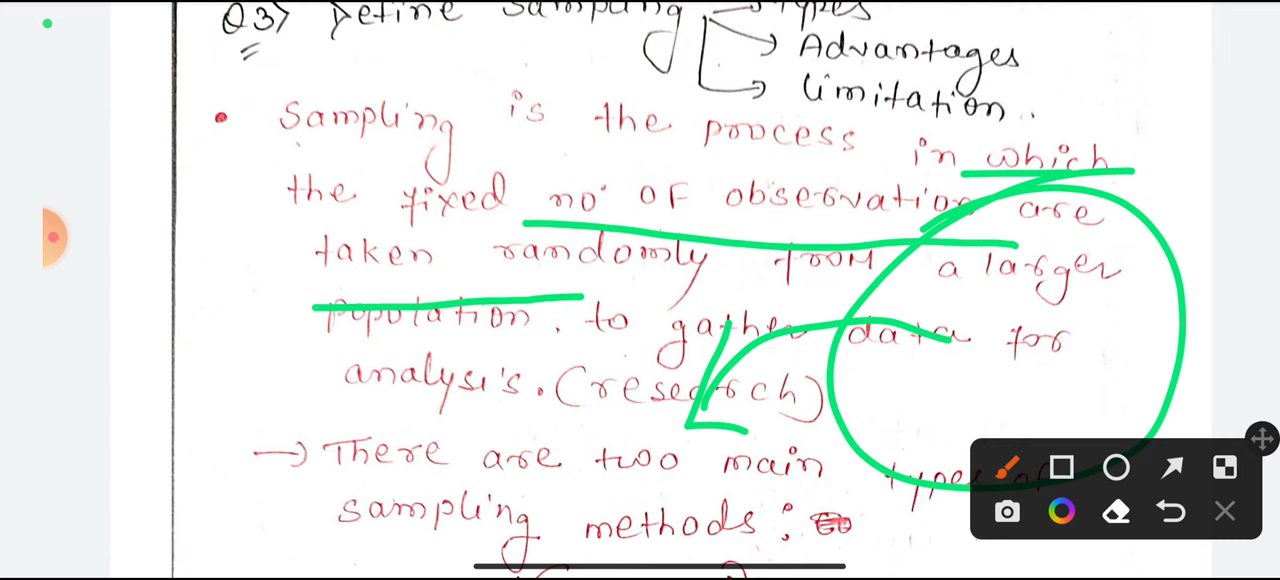 Q3> Define Sampling → Types
→ Advantages
→ limitation.
• Sampling is the process in which
the fixed no. OF observation are
taken randomly from a larger
population. to gather data for
analysis. (research)
→ There are two main types of
sampling methods: